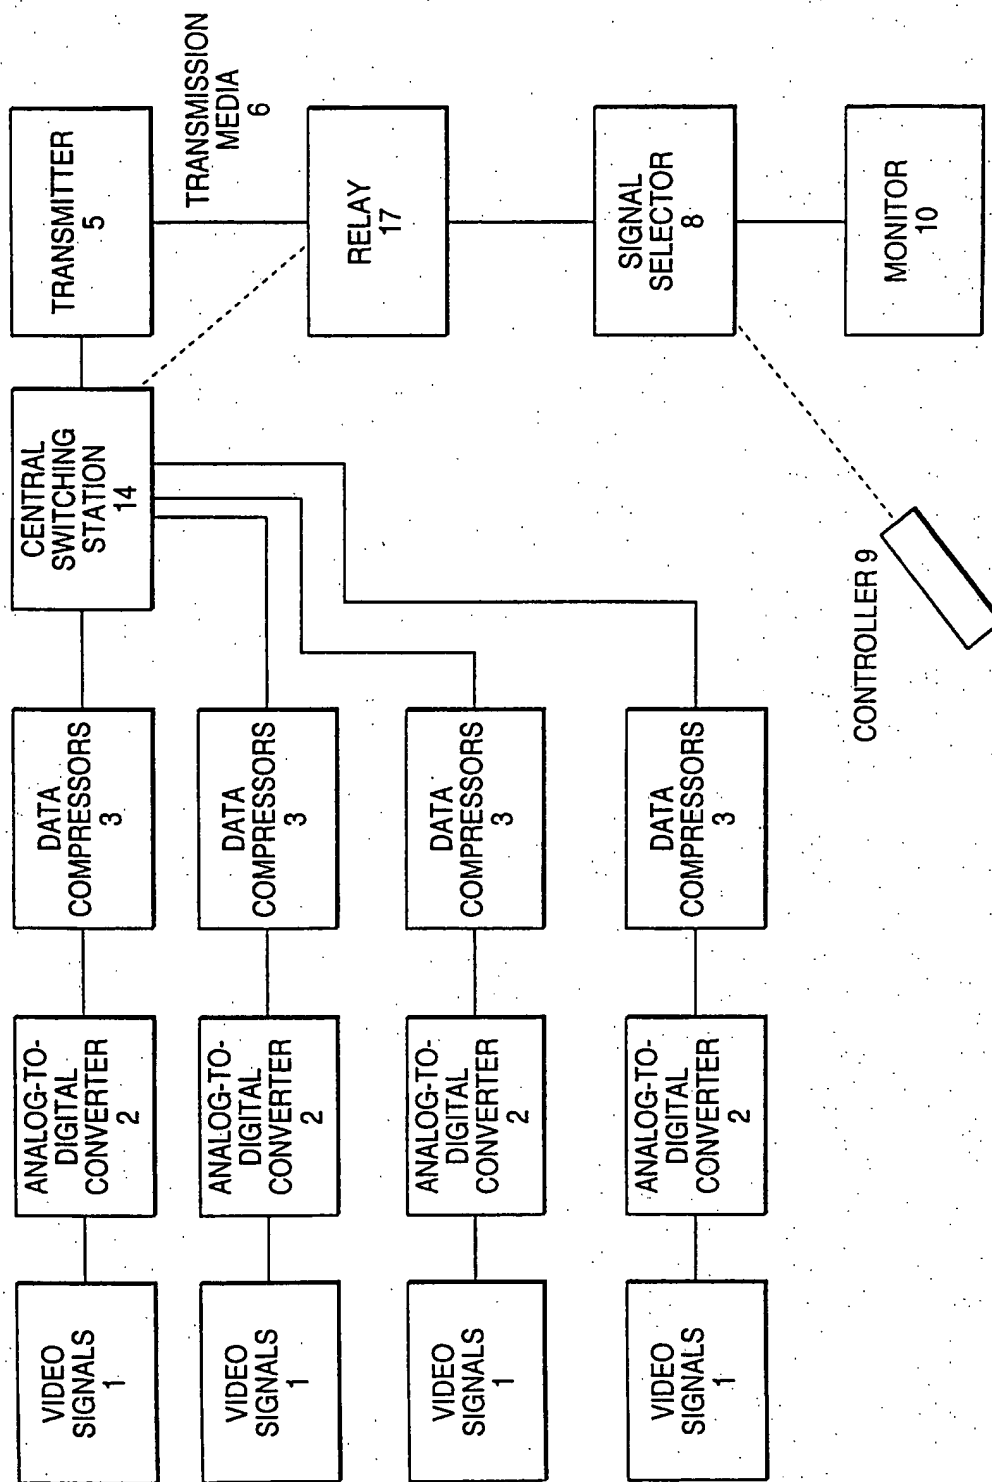 VIDEO
SIGNALS
1
ANALOG-TO-
DIGITAL
CONVERTER
2
DATA
COMPRESSORS
3
CENTRAL
SWITCHING
STATION
14
TRANSMITTER
5
TRANSMISSION
MEDIA
6
VIDEO
SIGNALS
1
ANALOG-TO-
DIGITAL
CONVERTER
2
DATA
COMPRESSORS
3
RELAY
17
VIDEO
SIGNALS
1
ANALOG-TO-
DIGITAL
CONVERTER
2
DATA
COMPRESSORS
3
VIDEO
SIGNALS
1
ANALOG-TO-
DIGITAL
CONVERTER
2
DATA
COMPRESSORS
3
SIGNAL
SELECTOR
8
CONTROLLER 9
MONITOR
10